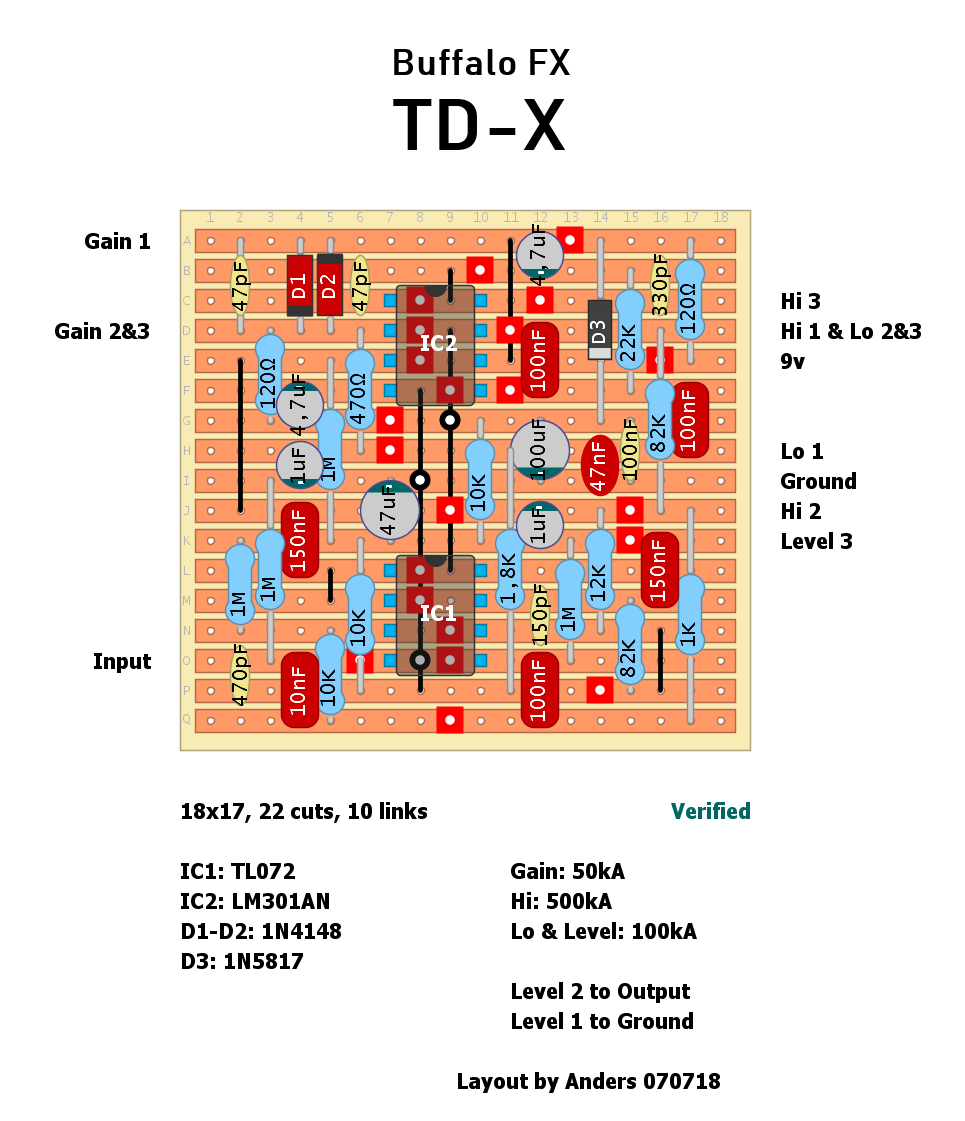 Buffalo FX
TD-X
1 2 3 4 5 6 7 8 9 10 11 12 13 14 15 16 17 18
A
B
C
D
E
F
G
H
I
J
K
L
M
N
O
P
Q
Gain 1
Gain 2&3
Input
Hi 3
Hi 1 & Lo 2&3
9v
Lo 1
Ground
Hi 2
Level 3
47pF
D1
D2
47pF
4,7uF
330pF
120Ω
D3
22K
IC2
100nF
120Ω
4,7uF
470Ω
1M
1uF
82K
100nF
100uF
47nF
100nF
10K
47uF
1uF
150nF
1M
1M
1,8K
12K
150nF
10K
IC1
150pF
1M
1K
82K
470pF
10nF
10K
100nF
18x17, 22 cuts, 10 links
Verified
IC1: TL072
IC2: LM301AN
D1-D2: 1N4148
D3: 1N5817
Gain: 50kA
Hi: 500kA
Lo & Level: 100kA
Level 2 to Output
Level 1 to Ground
Layout by Anders 070718